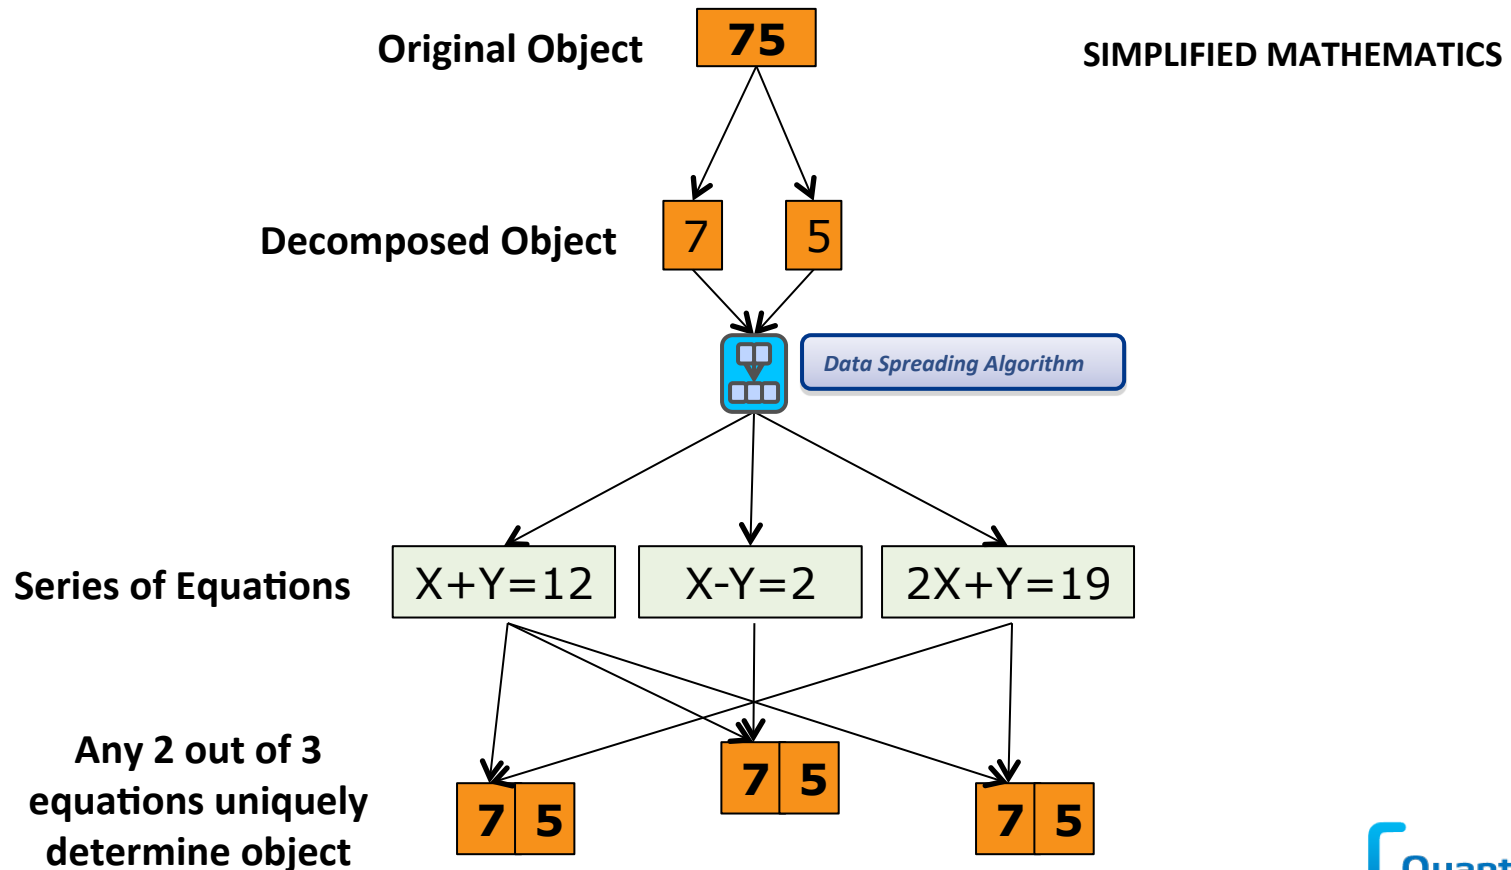 Original Object
75
SIMPLIFIED MATHEMATICS
Decomposed Object
7
5
Data Spreading Algorithm
Series of Equations
X+Y=12
X-Y=2
2X+Y=19
Any 2 out of 3
equations uniquely
determine object
7 5
7 5
7 5